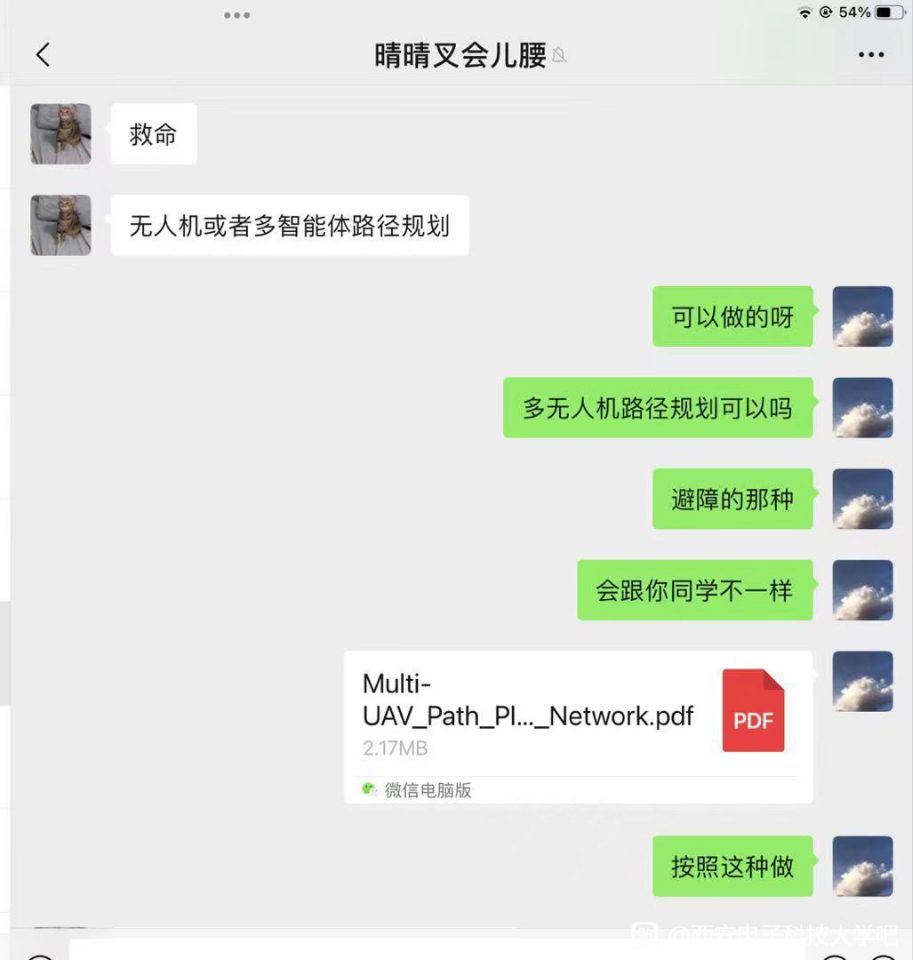 54%
晴晴叉会儿腰
救命
无人机或者多智能体路径规划
可以做的呀
多无人机路径规划可以吗
避障的那种
会跟你同学不一样
Multi-
UAV_Path_Pl..._Network.pdf
PDF
2.17MB
微信电脑版
按照这种做
@西安电子科技大学吧